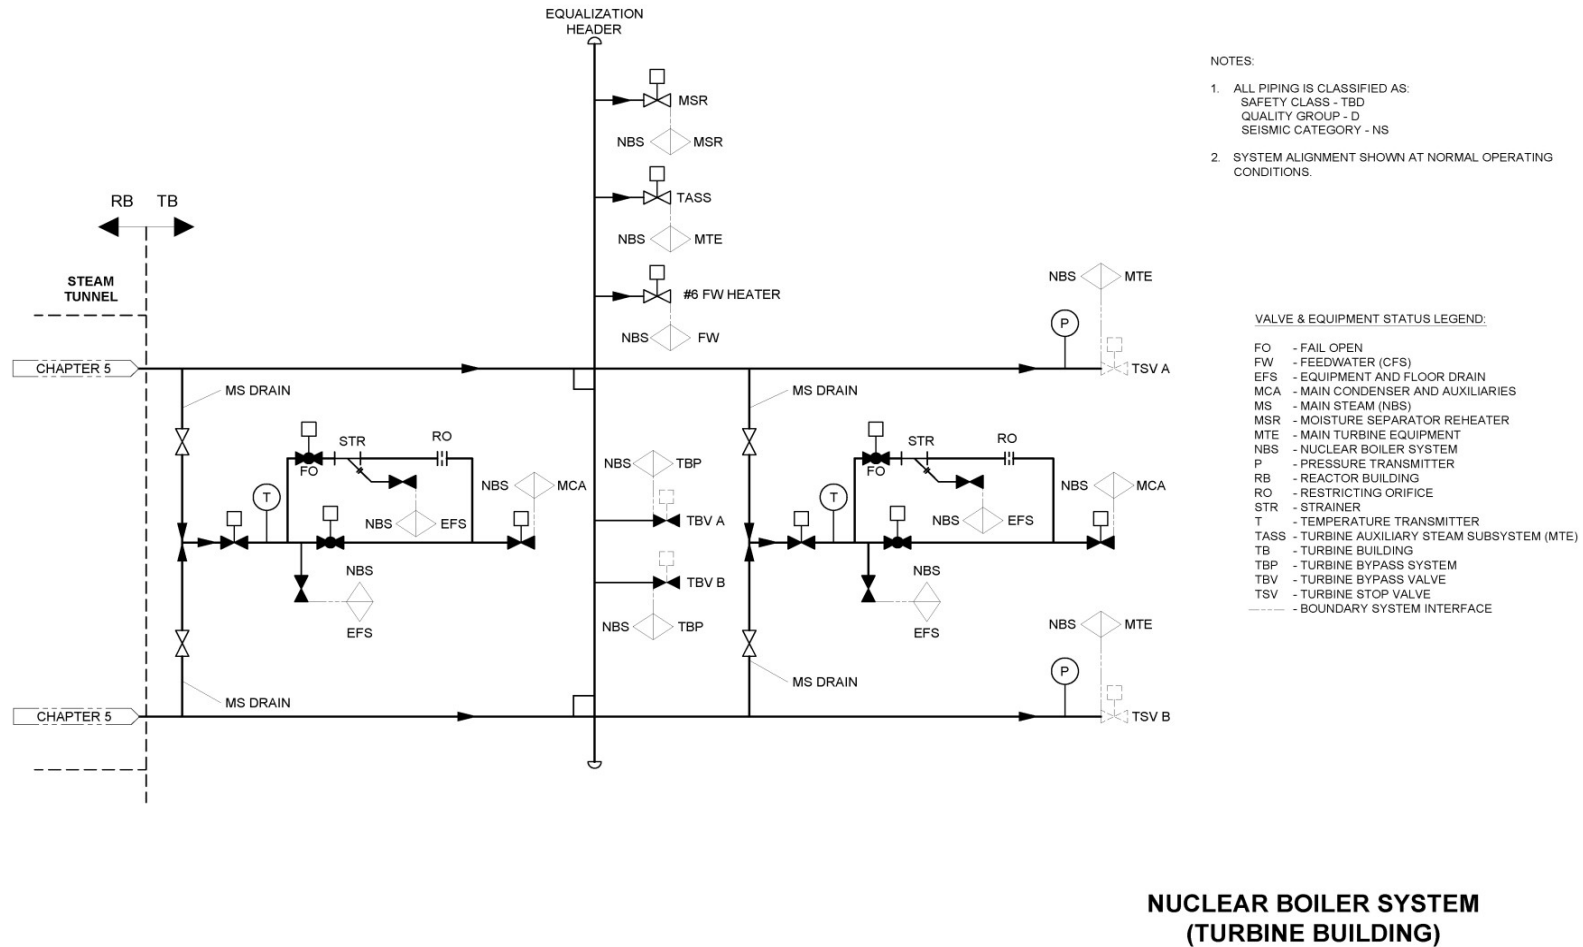 EQUALIZATION
HEADER
MSR
NBS MSR
TASS
NBS MTE
#6 FW HEATER
NBS FW
RB TB
STEAM
TUNNEL
CHAPTER 5
MS DRAIN
MS DRAIN
NBS MTE
P
TSV A
STR
RO
FO
T
NBS EFS
NBS MCA
NBS
EFS
NBS TBP
TBV A
TBV B
NBS TBP
STR
RO
FO
T
NBS EFS
NBS MCA
NBS
EFS
MS DRAIN
MS DRAIN
CHAPTER 5
NBS MTE
P
TSV B
NOTES:
1. ALL PIPING IS CLASSIFIED AS:
SAFETY CLASS - TBD
QUALITY GROUP - D
SEISMIC CATEGORY - NS
2. SYSTEM ALIGNMENT SHOWN AT NORMAL OPERATING
CONDITIONS.
VALVE & EQUIPMENT STATUS LEGEND:
FO - FAIL OPEN
FW - FEEDWATER (CFS)
EFS - EQUIPMENT AND FLOOR DRAIN
MCA - MAIN CONDENSER AND AUXILIARIES
MS - MAIN STEAM (NBS)
MSR - MOISTURE SEPARATOR REHEATER
MTE - MAIN TURBINE EQUIPMENT
NBS - NUCLEAR BOILER SYSTEM
P - PRESSURE TRANSMITTER
RB - REACTOR BUILDING
RO - RESTRICTING ORIFICE
STR - STRAINER
T - TEMPERATURE TRANSMITTER
TASS - TURBINE AUXILIARY STEAM SUBSYSTEM (MTE)
TB - TURBINE BUILDING
TBP - TURBINE BYPASS SYSTEM
TBV - TURBINE BYPASS VALVE
TSV - TURBINE STOP VALVE
- BOUNDARY SYSTEM INTERFACE
NUCLEAR BOILER SYSTEM
(TURBINE BUILDING)